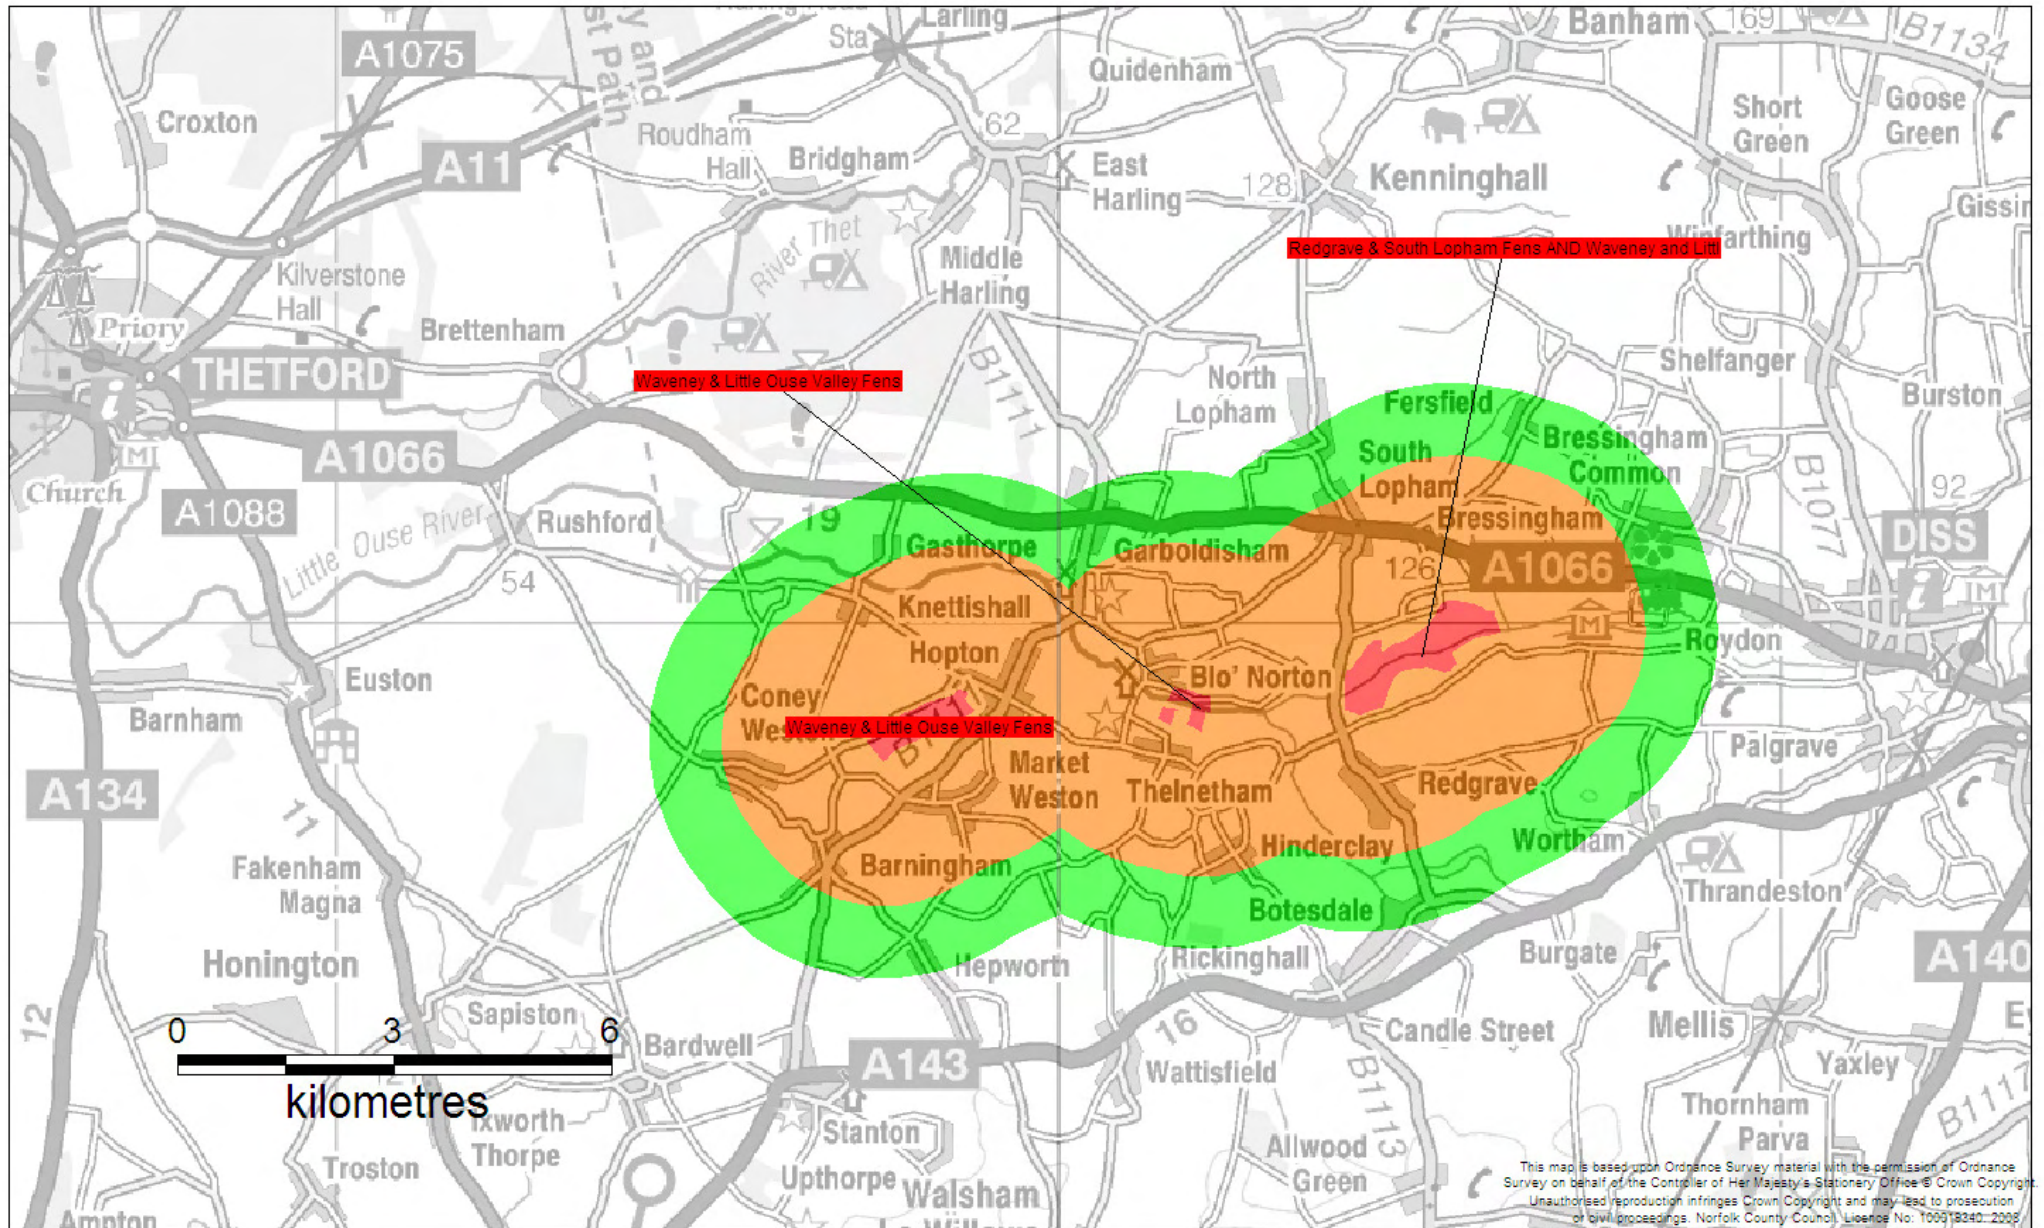 Larling
Banham
169
B1134
A1075
Sta
Quidenham
Croxton
Short
Green
Goose
Green
Roudham
Hall
62
A11
Bridgham
East
Harling
128
Kenninghall
River Thet
Winfarthing
Redgrave & South Lopham Fens AND Waveney and Littl
Kilverstone
Hall
Middle
Harling
Priory
Brettenham
THETFORD
Waveney & Little Ouse Valley Fens
B1111
North
Lopham
Shelfanger
Burston
Fersfield
Bressingham
Common
A1066
South
Lopham
B1077
92
Church
A1088
Little Ouse River
Rushford
19
Bressingham
DISS
Gasthorpe
Garboldisham
126
A1066
54
Knettishall
Hopton
Roydon
Euston
Blo' Norton
Coney
Weston
Barnham
Waveney & Little Ouse Valley Fens
B1111
Palgrave
Market
Weston
Thelnetham
Redgrave
A134
11
Fakenham
Magna
Barningham
Hinderclay
Wortham
Thrandeston
Botesdale
Honington
Hepworth
Rickinghall
Burgate
A140
12
Sapiston
16
Candle Street
Mellis
0 3 6
kilometres
Bardwell
A143
Wattisfield
B1113
Yaxley
B1117
Ixworth
Thorpe
Stanton
Thornham
Parva
Troston
Upthorpe
Walsham
Allwood
Green
This map is based upon Ordnance Survey material with the permission of Ordnance
Survey on behalf of the Controller of Her Majesty's Stationery Office © Crown Copyright.
Unauthorised reproduction infringes Crown Copyright and may lead to prosecution
or civil proceedings. Norfolk County Council. Licence No: 100018340. 2008